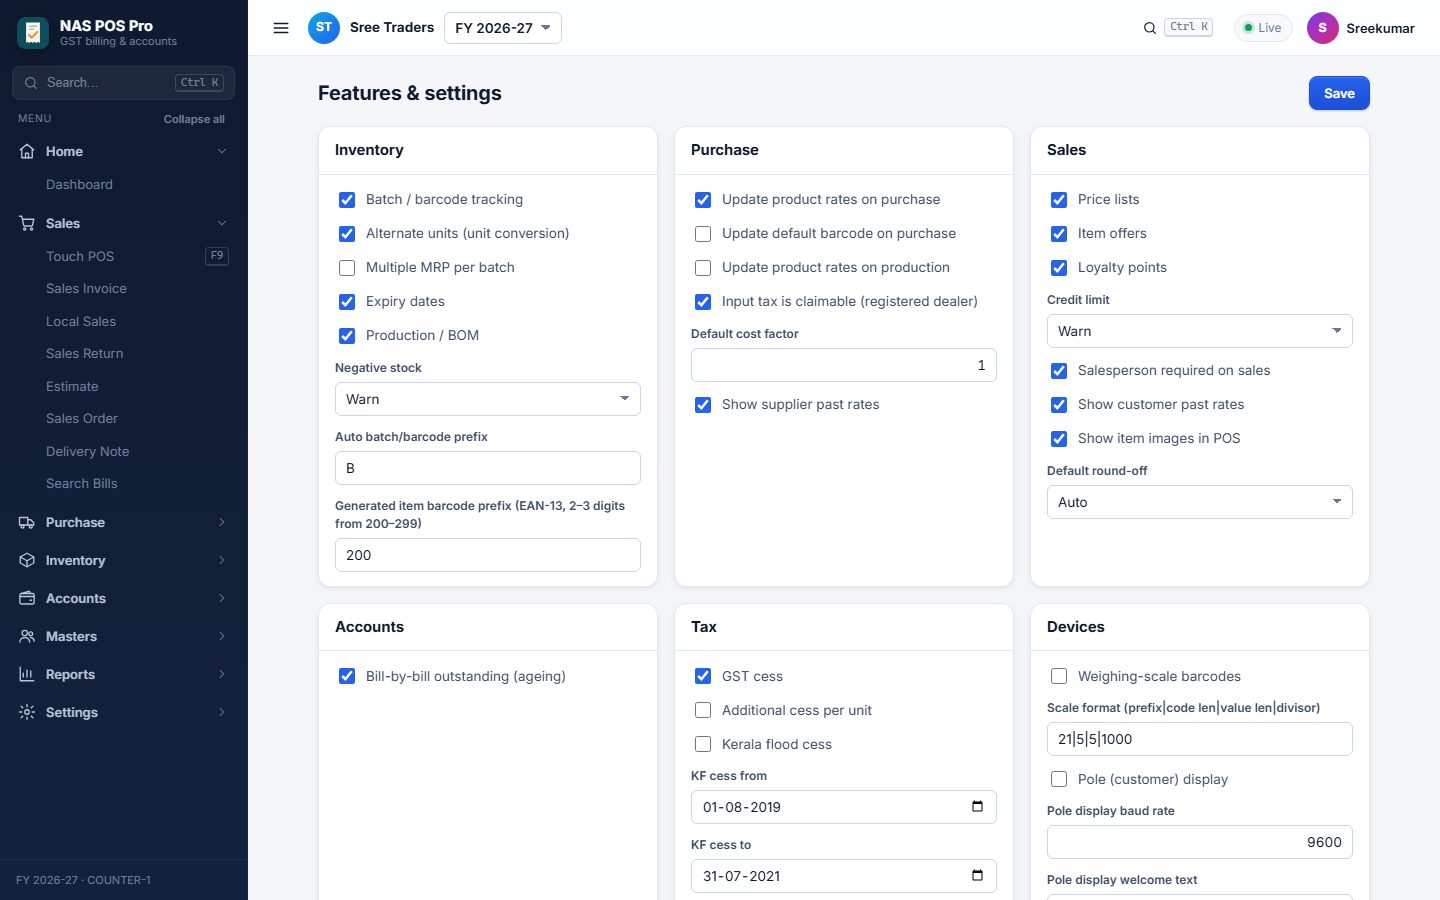 NAS POS Pro
GST billing & accounts
Search...
Ctrl K
MENU
Collapse all
Home
Dashboard
Sales
Touch POS
F9
Sales Invoice
Local Sales
Sales Return
Estimate
Sales Order
Delivery Note
Search Bills
Purchase
Inventory
Accounts
Masters
Reports
Settings
FY 2026-27 · COUNTER-1
ST
Sree Traders
FY 2026-27
Ctrl K
Live
S
Sreekumar
Features & settings
Save
Inventory
Batch / barcode tracking
Alternate units (unit conversion)
Multiple MRP per batch
Expiry dates
Production / BOM
Negative stock
Warn
Auto batch/barcode prefix
B
Generated item barcode prefix (EAN-13, 2–3 digits
from 200–299)
200
Purchase
Update product rates on purchase
Update default barcode on purchase
Update product rates on production
Input tax is claimable (registered dealer)
Default cost factor
1
Show supplier past rates
Sales
Price lists
Item offers
Loyalty points
Credit limit
Warn
Salesperson required on sales
Show customer past rates
Show item images in POS
Default round-off
Auto
Accounts
Bill-by-bill outstanding (ageing)
Tax
GST cess
Additional cess per unit
Kerala flood cess
KF cess from
01-08-2019
KF cess to
31-07-2021
Devices
Weighing-scale barcodes
Scale format (prefix|code len|value len|divisor)
21|5|5|1000
Pole (customer) display
Pole display baud rate
9600
Pole display welcome text